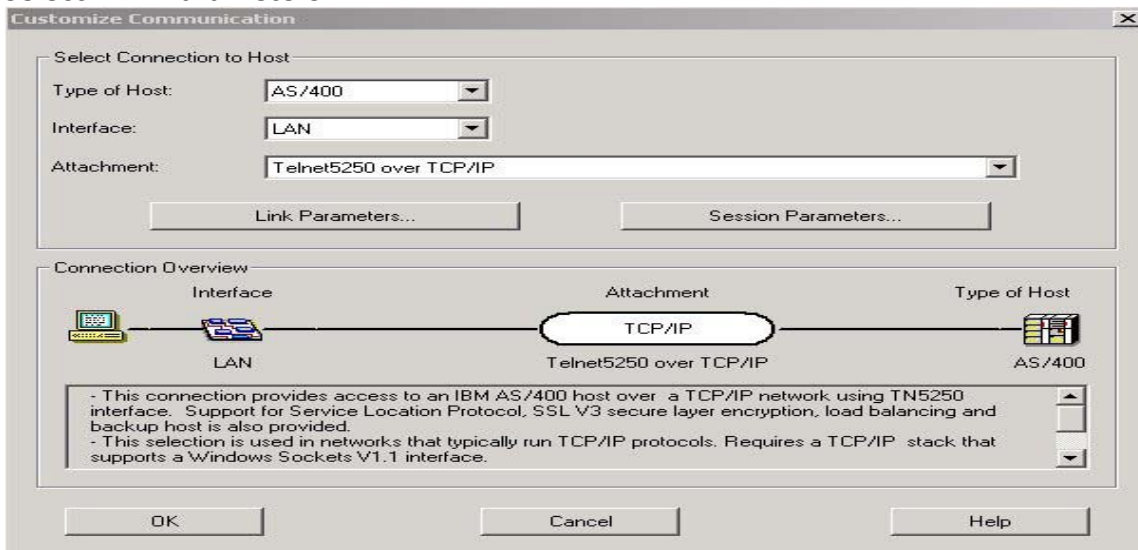 Customize Communication
Select Connection to Host
Type of Host: AS/400
Interface: LAN
Attachment: Telnet5250 over TCP/IP
Link Parameters... Session Parameters...
Connection Overview
Interface Attachment Type of Host
TCP/IP
LAN Telnet5250 over TCP/IP AS/400
- This connection provides access to an IBM AS/400 host over a TCP/IP network using TN5250
interface. Support for Service Location Protocol, SSL V3 secure layer encryption, load balancing and
backup host is also provided.
- This selection is used in networks that typically run TCP/IP protocols. Requires a TCP/IP stack that
supports a Windows Sockets V1.1 interface.
OK Cancel Help